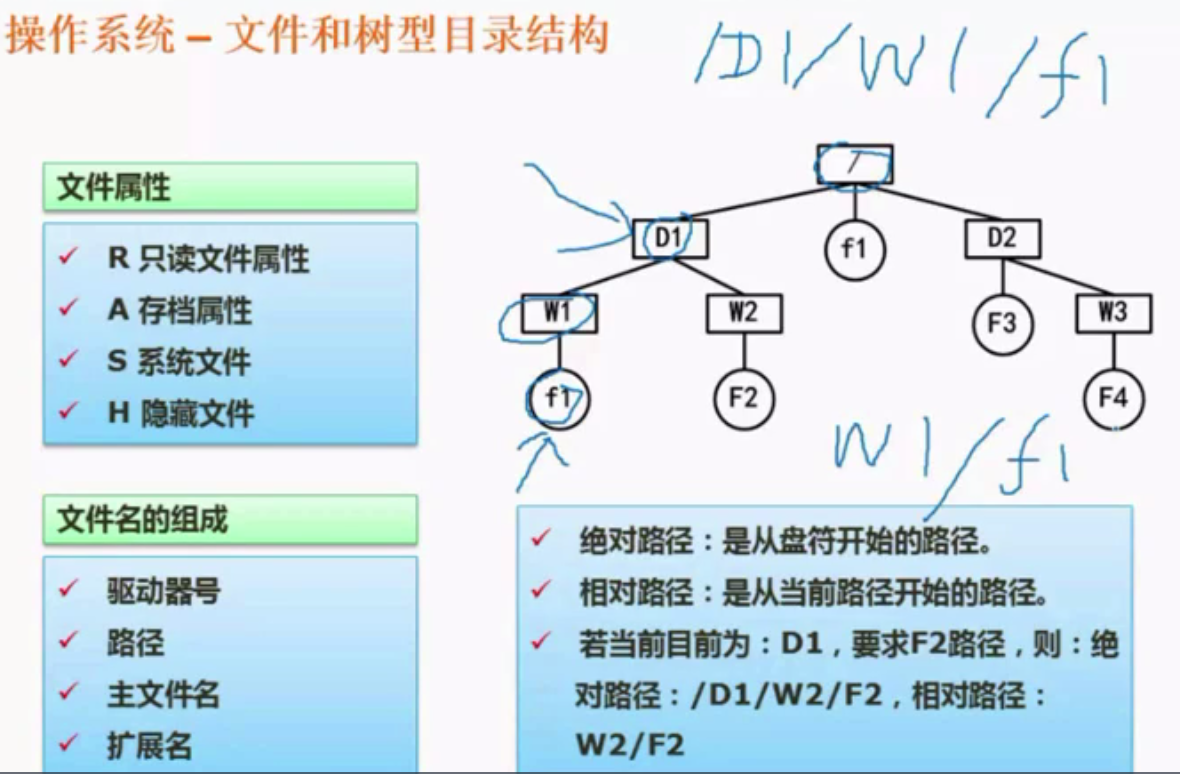 操作系统 – 文件和树型目录结构
/D1/W1/f1
文件属性
R 只读文件属性
A 存档属性
S 系统文件
H 隐藏文件
/
D1
f1
D2
W1
W2
F3
W3
f1
F2
F4
W1/f1
文件名的组成
驱动器号
路径
主文件名
扩展名
绝对路径：是从盘符开始的路径。
相对路径：是从当前路径开始的路径。
若当前目前为：D1，要求F2路径，则：绝
对路径：/D1/W2/F2，相对路径：
W2/F2